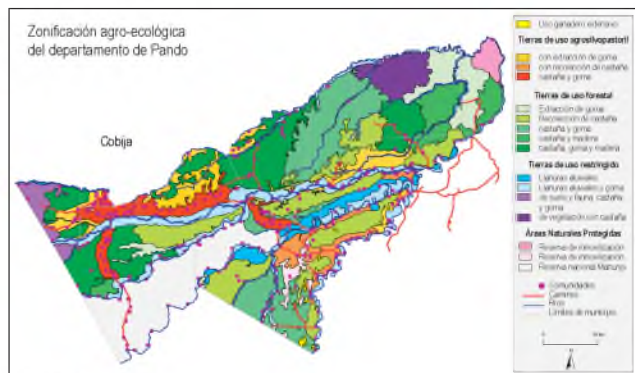 Zonificación agro-ecológica
del departamento de Pando
Cobija
Uso ganadero extensivo
Tierras de uso agrosilvopastoril
con extracción de goma
con recolección de castaña
castaña y goma
Tierras de uso forestal
Extracción de goma
Recolección de castaña
castaña y goma
castaña y madera
castaña, goma y madera
Tierras de uso restringido
Llanuras aluviales
Llanuras aluviales y goma
de suelo y fauna, castaña
y goma
de vegetación con castaña
Áreas Naturales Protegidas
Reserva de inmovilización
Reserva de inmovilización
Reserva nacional Manuripi
Comunidades
Caminos
Ríos
Límites de municipio